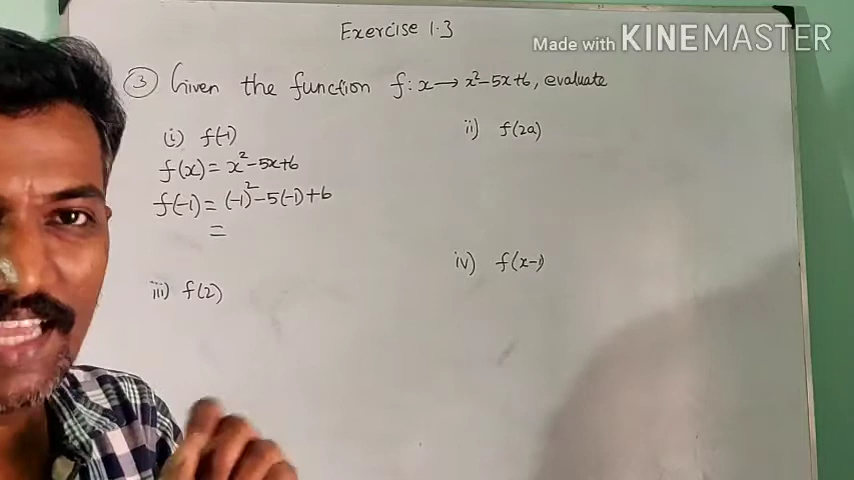 Exercise 1.3
Made with KINEMASTER
③ Given the function f: x → x² - 5x + 6, evaluate
(i) f(-1)
ii) f(2a)
f(x) = x² - 5x + 6
f(-1) = (-1)² - 5(-1) + 6
=
iii) f(2)
iv) f(x-1)